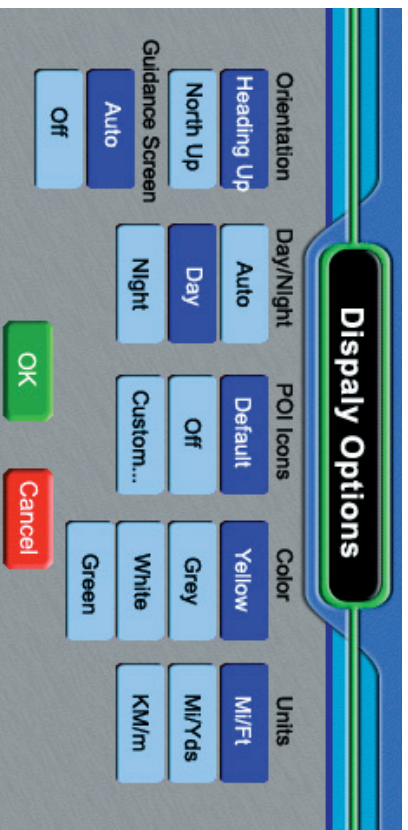 Dispaly Options
Orientation
Heading Up
North Up
Guidance Screen
Auto
Off
Day/NIght
Auto
Day
NIght
POI Icons
Default
Off
Custom...
Color
Yellow
Grey
White
Green
Units
Mi/Ft
Mi/Yds
KM/m
OK
Cancel